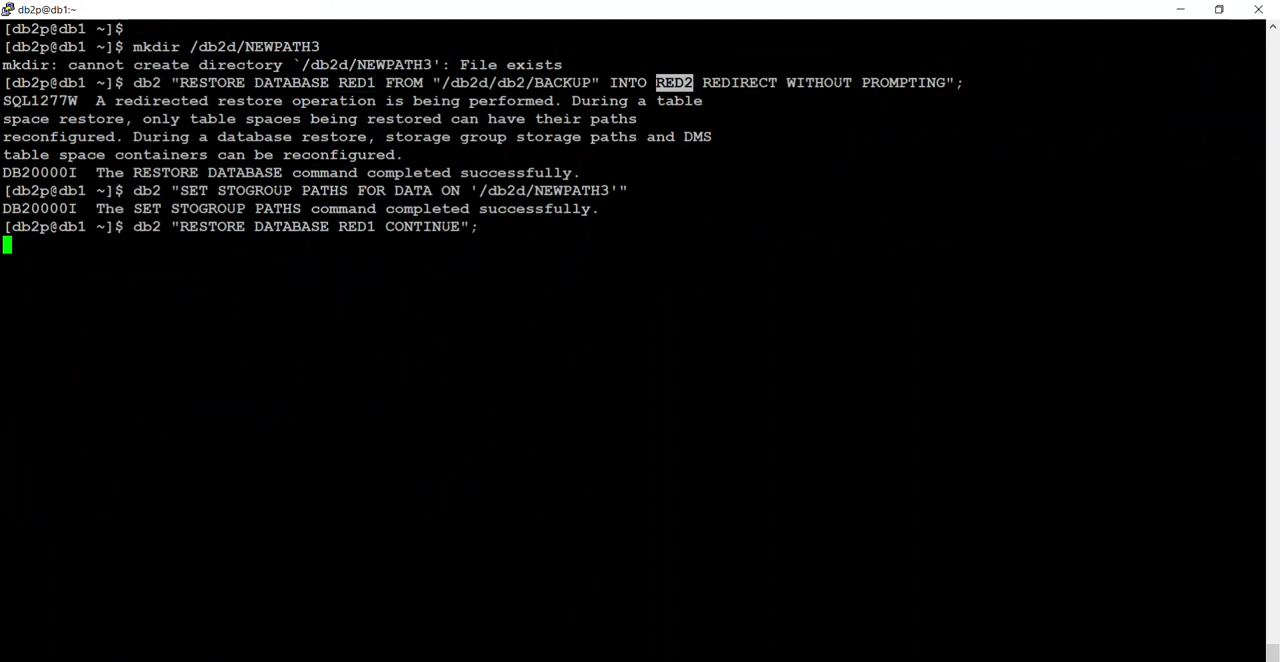 db2p@db1:~
[db2p@db1 ~]$
[db2p@db1 ~]$ mkdir /db2d/NEWPATH3
mkdir: cannot create directory `/db2d/NEWPATH3': File exists
[db2p@db1 ~]$ db2 "RESTORE DATABASE RED1 FROM "/db2d/db2/BACKUP" INTO RED2 REDIRECT WITHOUT PROMPTING";
SQL1277W  A redirected restore operation is being performed. During a table
space restore, only table spaces being restored can have their paths
reconfigured. During a database restore, storage group storage paths and DMS
table space containers can be reconfigured.
DB20000I  The RESTORE DATABASE command completed successfully.
[db2p@db1 ~]$ db2 "SET STOGROUP PATHS FOR DATA ON '/db2d/NEWPATH3'"
DB20000I  The SET STOGROUP PATHS command completed successfully.
[db2p@db1 ~]$ db2 "RESTORE DATABASE RED1 CONTINUE";